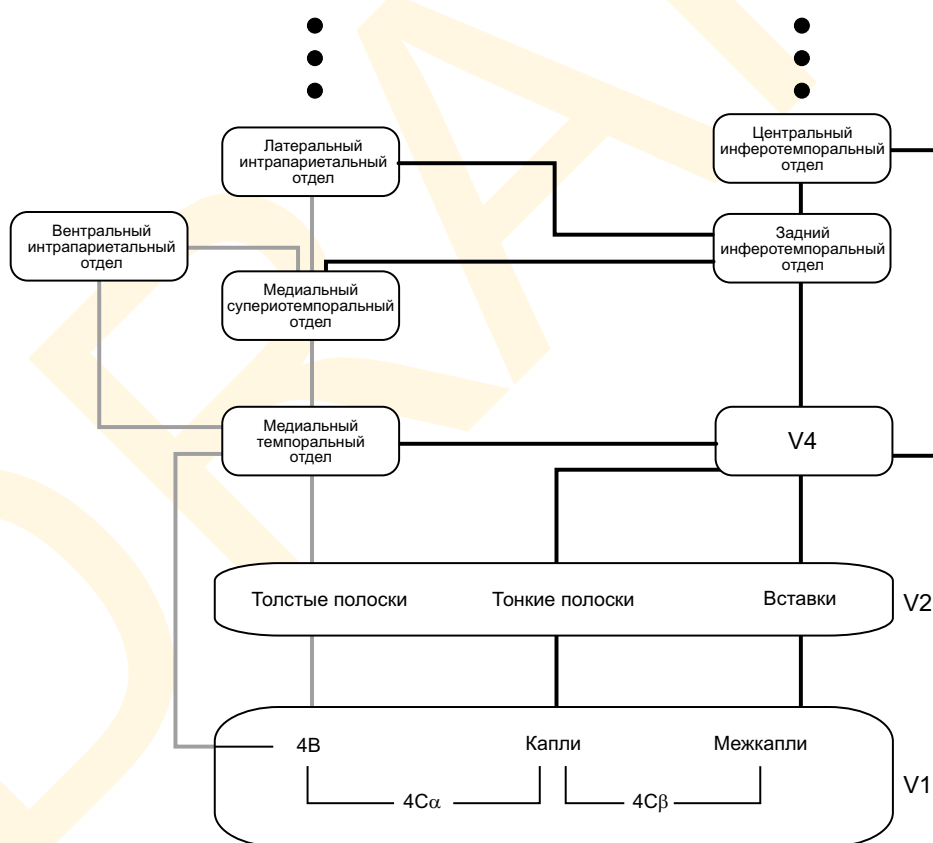 Латеральный
интрапариетальный
отдел
Центральный
инферотемпоральный
отдел
Вентральный
интрапариетальный
отдел
Задний
инферотемпоральный
отдел
Медиальный
супериотемпоральный
отдел
Медиальный
темпоральный
отдел
V4
Толстые полоски Тонкие полоски Вставки V2
4B Капли Межкапли
4Cα 4Cβ V1
DRA